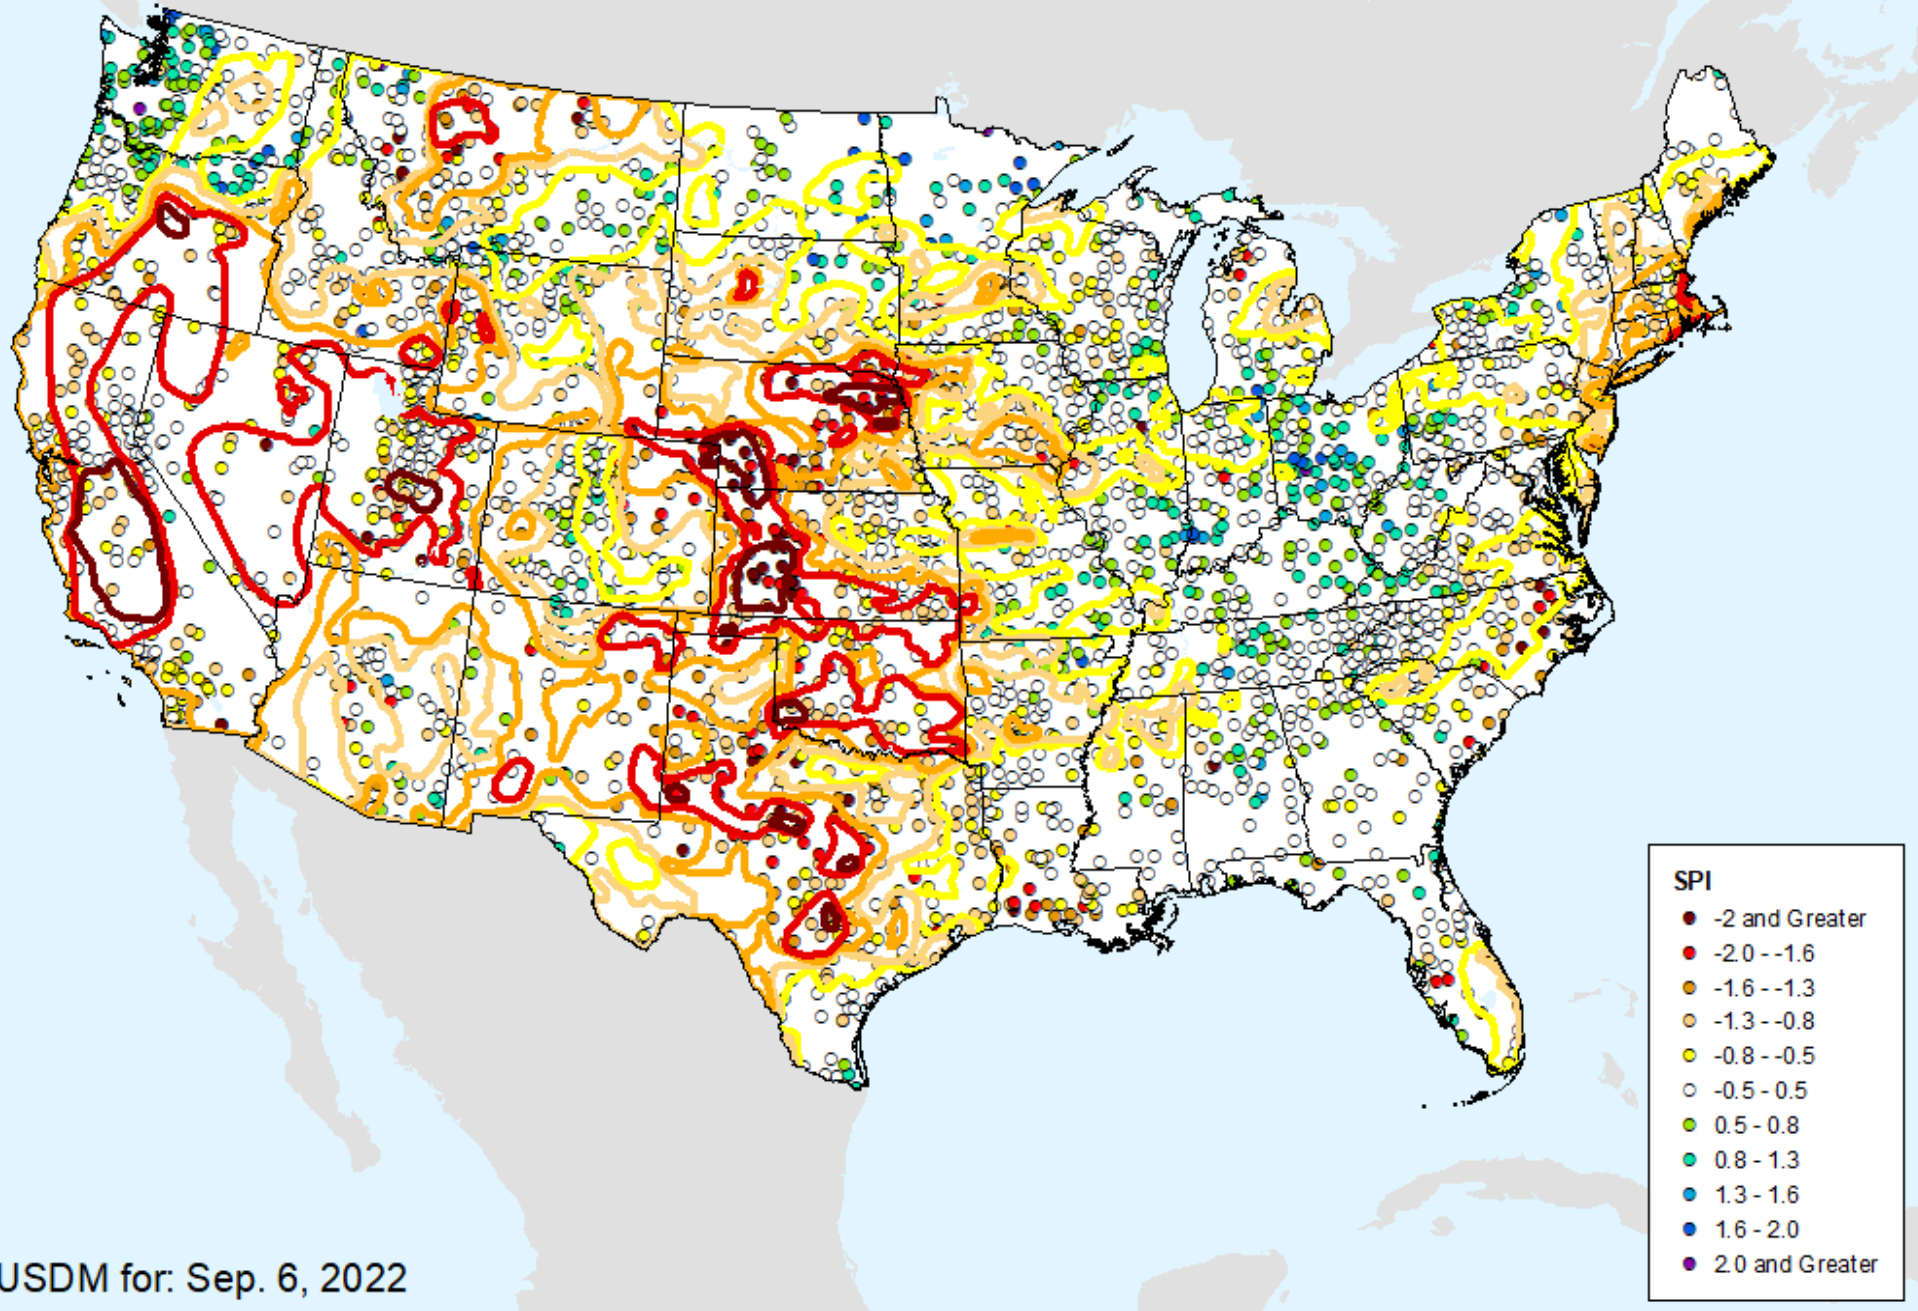 SPI
-2 and Greater
-2.0 - -1.6
-1.6 - -1.3
-1.3 - -0.8
-0.8 - -0.5
-0.5 - 0.5
0.5 - 0.8
0.8 - 1.3
1.3 - 1.6
1.6 - 2.0
2.0 and Greater
USDM for: Sep. 6, 2022